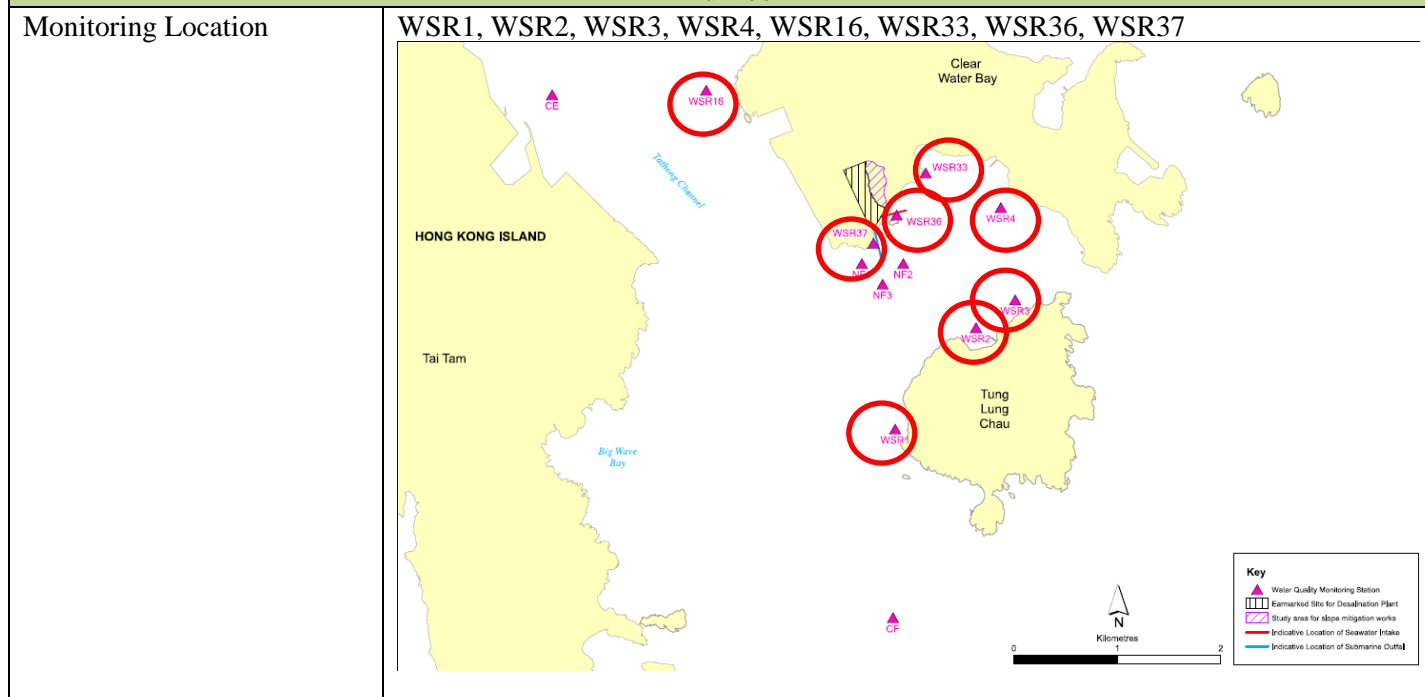 Monitoring Location
WSR1, WSR2, WSR3, WSR4, WSR16, WSR33, WSR36, WSR37
Clear
Water Bay
CE
WSR16
Tathong Channel
WSR33
WSR4
WSR36
HONG KONG ISLAND
WSR37
NF2
NF3
WSR3
WSR2
Tai Tam
Tung
Lung
Chau
WSR1
Big Wave
Bay
CF
N
Kilometres
0 1 2
Key
Water Quality Monitoring Station
Earmarked Site for Desalination Plant
Study area for slope mitigation works
Indicative Location of Seawater Intake
Indicative Location of Submarine Outfall